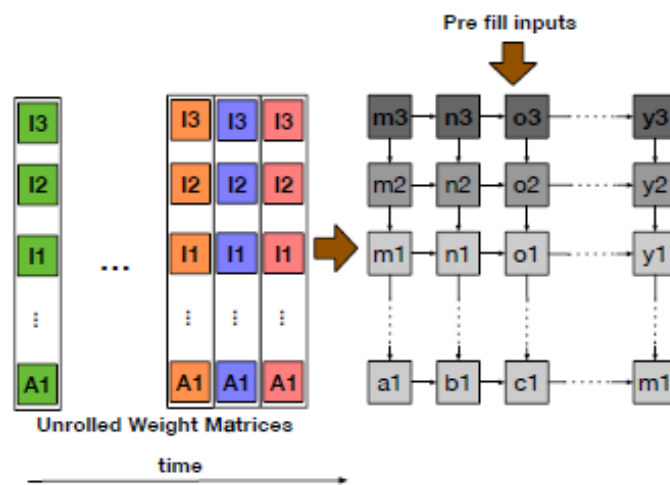 Pre fill inputs
I3 I3 I3 I3 m3 n3 o3 y3
I2 I2 I2 I2 m2 n2 o2 y2
I1 ... I1 I1 I1 m1 n1 o1 y1
... ... ... ...
A1 A1 A1 A1 a1 b1 c1 m1
Unrolled Weight Matrices
time